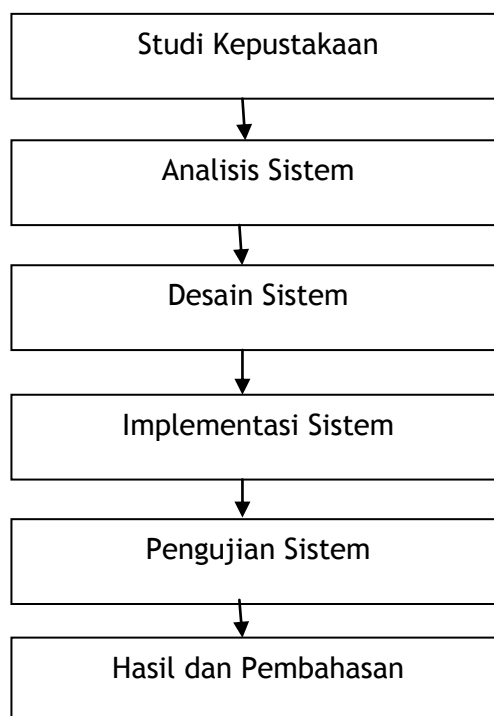 Studi Kepustakaan
Analisis Sistem
Desain Sistem
Implementasi Sistem
Pengujian Sistem
Hasil dan Pembahasan